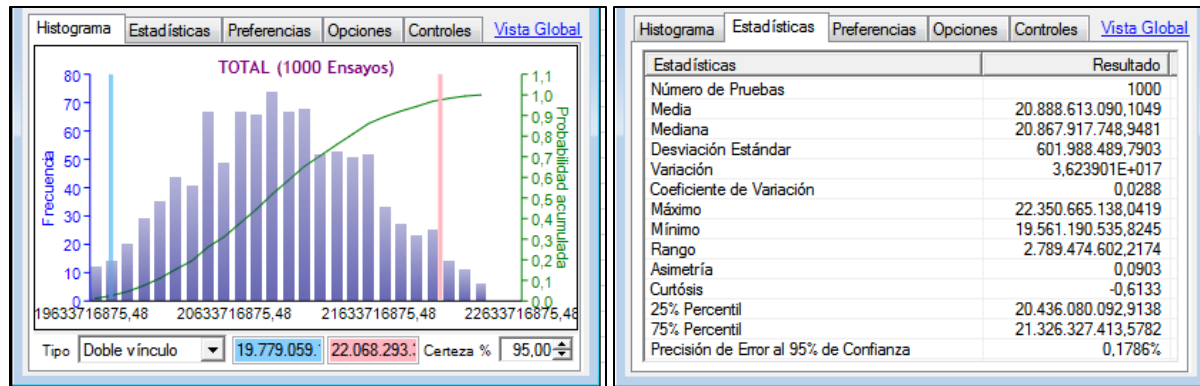 Histograma Estadísticas Preferencias Opciones Controles Vista Global
TOTAL (1000 Ensayos)
Frecuencia
80
70
60
50
40
30
20
10
0
Probabilidad acumulada
1,1
1,0
0,9
0,8
0,7
0,6
0,5
0,4
0,3
0,2
0,1
0,0
19633716875,48 20633716875,48 21633716875,48 22633716875,48
Tipo Doble vínculo 19.779.059. 22.068.293. Certeza % 95,00
Histograma Estadísticas Preferencias Opciones Controles Vista Global
Estadísticas Resultado
Número de Pruebas 1000
Media 20.888.613.090,1049
Mediana 20.867.917.748,9481
Desviación Estándar 601.988.489,7903
Variación 3,623901E+017
Coeficiente de Variación 0,0288
Máximo 22.350.665.138,0419
Mínimo 19.561.190.535,8245
Rango 2.789.474.602,2174
Asimetría 0,0903
Curtósis -0,6133
25% Percentil 20.436.080.092,9138
75% Percentil 21.326.327.413,5782
Precisión de Error al 95% de Confianza 0,1786%